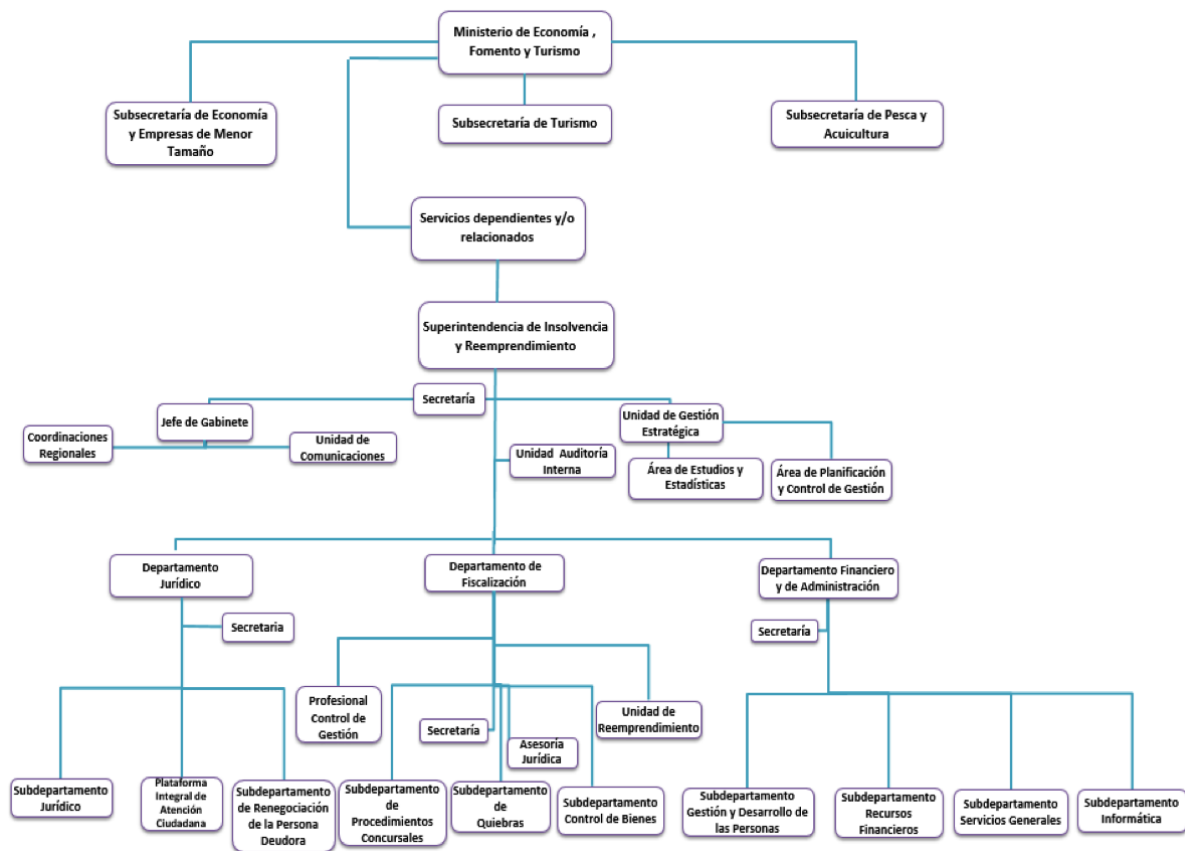 Ministerio de Economía ,
Fomento y Turismo
Subsecretaría de Economía
y Empresas de Menor
Tamaño
Subsecretaría de Turismo
Subsecretaría de Pesca y
Acuicultura
Servicios dependientes y/o
relacionados
Superintendencia de Insolvencia
y Reemprendimiento
Secretaría
Jefe de Gabinete
Unidad de Gestión
Estratégica
Coordinaciones
Regionales
Unidad de
Comunicaciones
Unidad Auditoría
Interna
Área de Estudios y
Estadísticas
Área de Planificación
y Control de Gestión
Departamento
Jurídico
Departamento de
Fiscalización
Departamento Financiero
y de Administración
Secretaria
Secretaría
Profesional
Control de
Gestión
Secretaría
Asesoría
Jurídica
Unidad de
Reemprendimiento
Subdepartamento
Jurídico
Plataforma
Integral de
Atención
Ciudadana
Subdepartamento
de Renegociación
de la Persona
Deudora
Subdepartamento
de
Procedimientos
Concursales
Subdepartamento
de
Quiebras
Subdepartamento
Control de Bienes
Subdepartamento
Gestión y Desarrollo de
las Personas
Subdepartamento
Recursos
Financieros
Subdepartamento
Servicios Generales
Subdepartamento
Informática